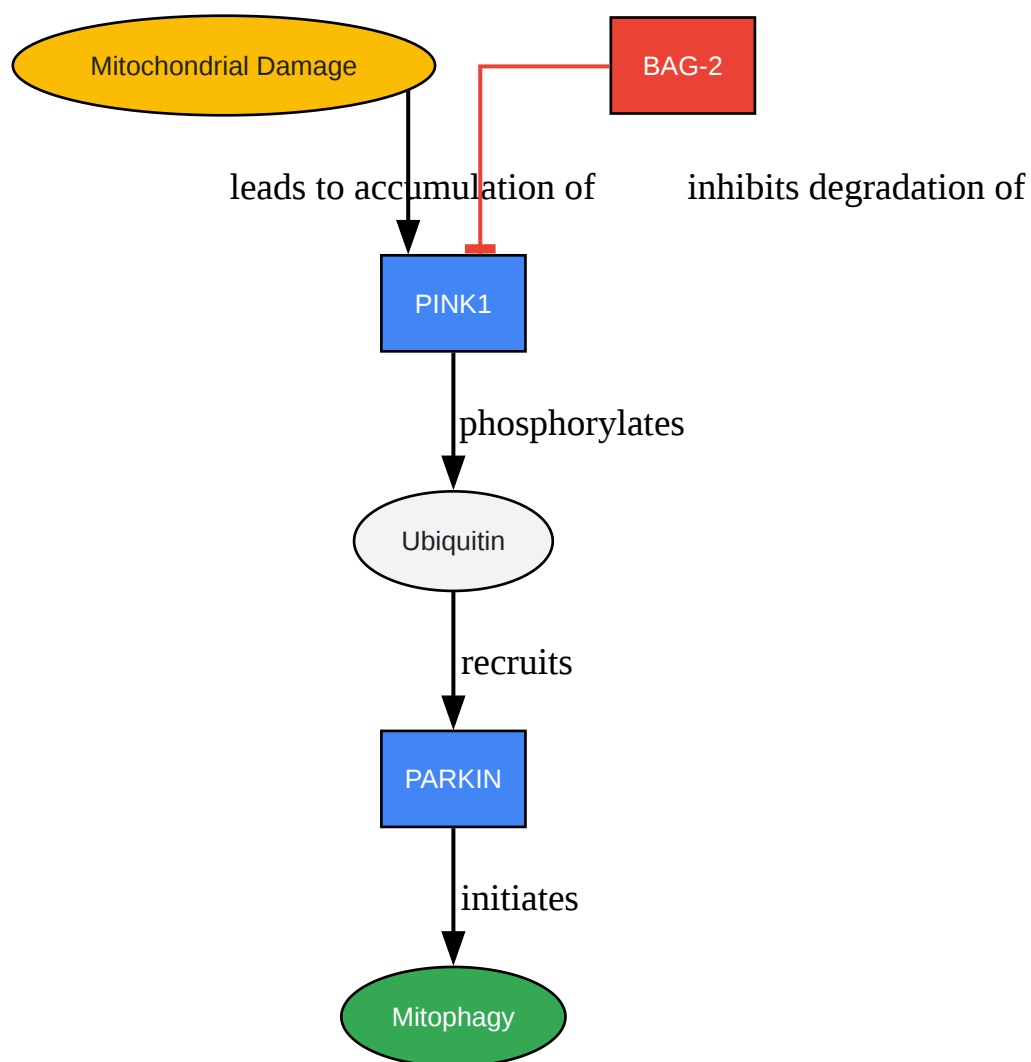 Mitochondrial Damage
BAG-2
leads to accumulation of
inhibits degradation of
PINK1
phosphorylates
Ubiquitin
recruits
PARKIN
initiates
Mitophagy